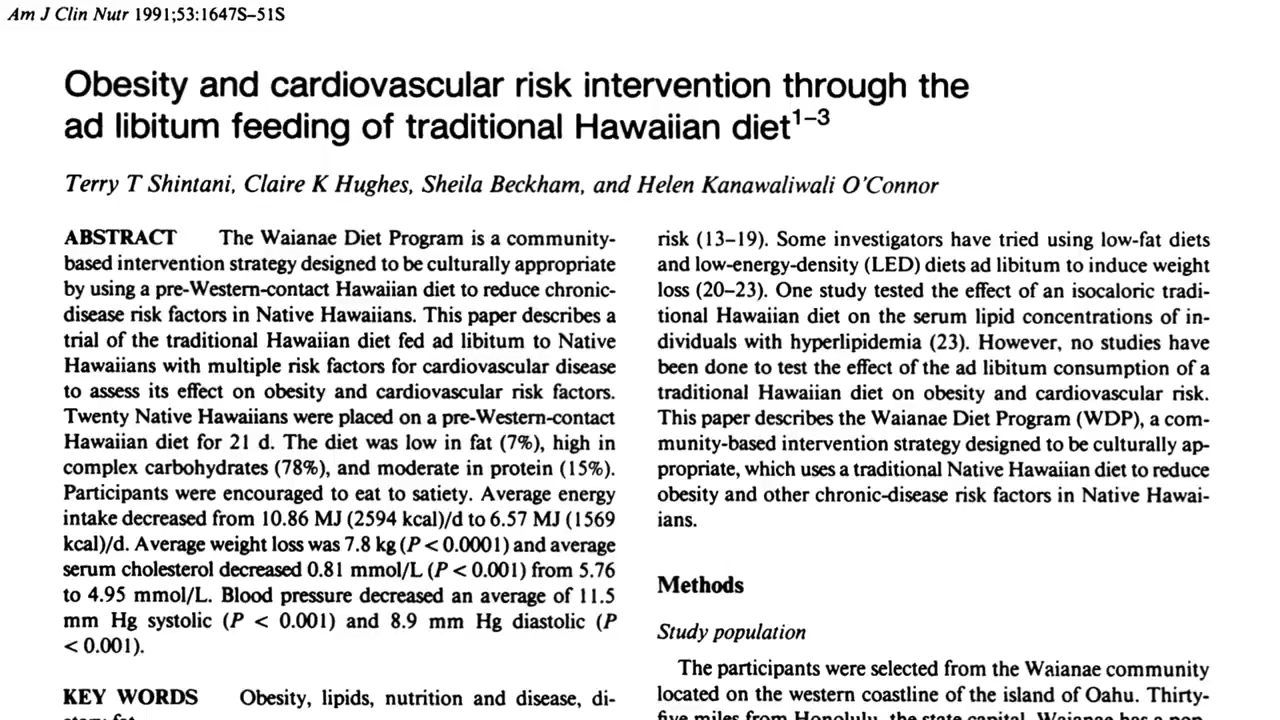 Am J Clin Nutr 1991;53:1647S–51S
Obesity and cardiovascular risk intervention through the
ad libitum feeding of traditional Hawaiian diet1–3
Terry T Shintani, Claire K Hughes, Sheila Beckham, and Helen Kanawaliwali O'Connor
ABSTRACT The Waianae Diet Program is a community-
based intervention strategy designed to be culturally appropriate
by using a pre-Western-contact Hawaiian diet to reduce chronic-
disease risk factors in Native Hawaiians. This paper describes a
trial of the traditional Hawaiian diet fed ad libitum to Native
Hawaiians with multiple risk factors for cardiovascular disease
to assess its effect on obesity and cardiovascular risk factors.
Twenty Native Hawaiians were placed on a pre-Western-contact
Hawaiian diet for 21 d. The diet was low in fat (7%), high in
complex carbohydrates (78%), and moderate in protein (15%).
Participants were encouraged to eat to satiety. Average energy
intake decreased from 10.86 MJ (2594 kcal)/d to 6.57 MJ (1569
kcal)/d. Average weight loss was 7.8 kg (P < 0.0001) and average
serum cholesterol decreased 0.81 mmol/L (P < 0.001) from 5.76
to 4.95 mmol/L. Blood pressure decreased an average of 11.5
mm Hg systolic (P < 0.001) and 8.9 mm Hg diastolic (P
< 0.001).
KEY WORDS Obesity, lipids, nutrition and disease, di-
etary fat
risk (13–19). Some investigators have tried using low-fat diets
and low-energy-density (LED) diets ad libitum to induce weight
loss (20–23). One study tested the effect of an isocaloric tradi-
tional Hawaiian diet on the serum lipid concentrations of in-
dividuals with hyperlipidemia (23). However, no studies have
been done to test the effect of the ad libitum consumption of a
traditional Hawaiian diet on obesity and cardiovascular risk.
This paper describes the Waianae Diet Program (WDP), a com-
munity-based intervention strategy designed to be culturally ap-
propriate, which uses a traditional Native Hawaiian diet to reduce
obesity and other chronic-disease risk factors in Native Hawai-
ians.
Methods
Study population
The participants were selected from the Waianae community
located on the western coastline of the island of Oahu. Thirty-
five miles from Honolulu, the state capital, Waianae has a pop-